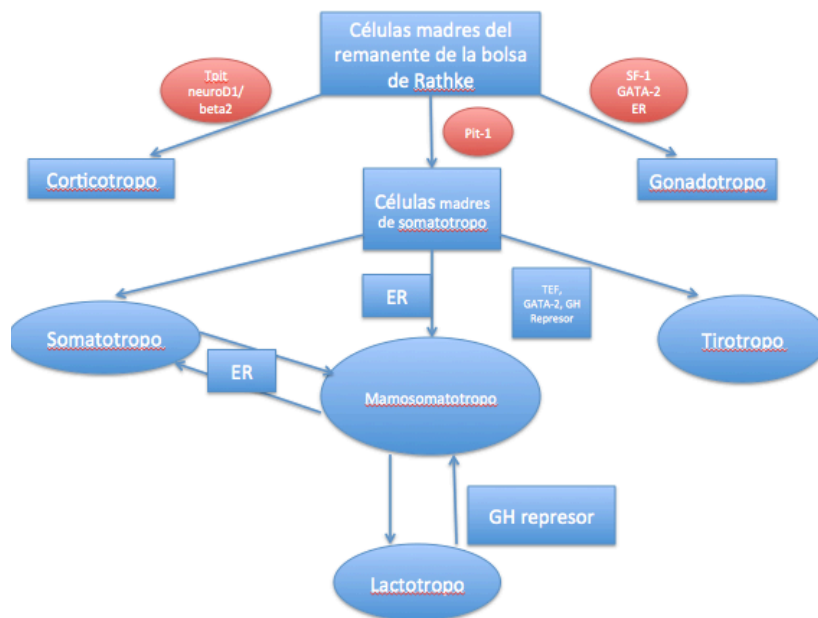 Células madres del
remanente de la bolsa
de Rathke
Tpit
neuroD1/
beta2
SF-1
GATA-2
ER
Pit-1
Corticotropo
Gonadotropo
Células madres
de somatotropo
ER
TEF,
GATA-2, GH
Represor
Somatotropo
Tirotropo
ER
Mamosomatotropo
GH represor
Lactotropo